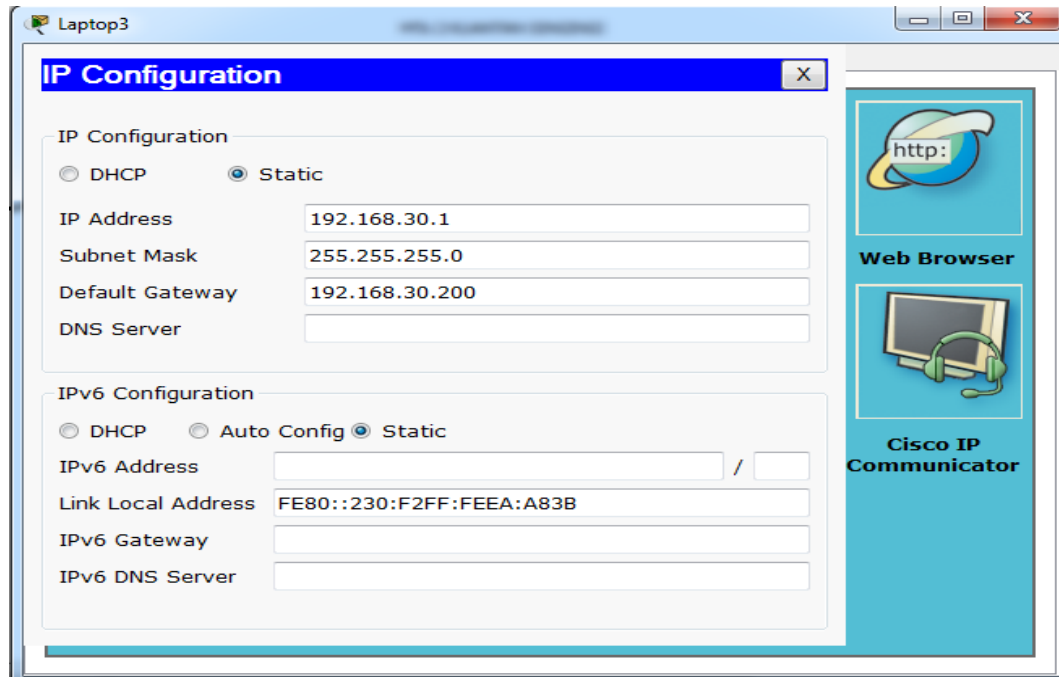 Laptop3
IP Configuration
X
IP Configuration
DHCP
Static
IP Address
192.168.30.1
Subnet Mask
255.255.255.0
Default Gateway
192.168.30.200
DNS Server
IPv6 Configuration
DHCP
Auto Config
Static
IPv6 Address
/
Link Local Address
FE80::230:F2FF:FEEA:A83B
IPv6 Gateway
IPv6 DNS Server
http:
Web Browser
Cisco IP
Communicator